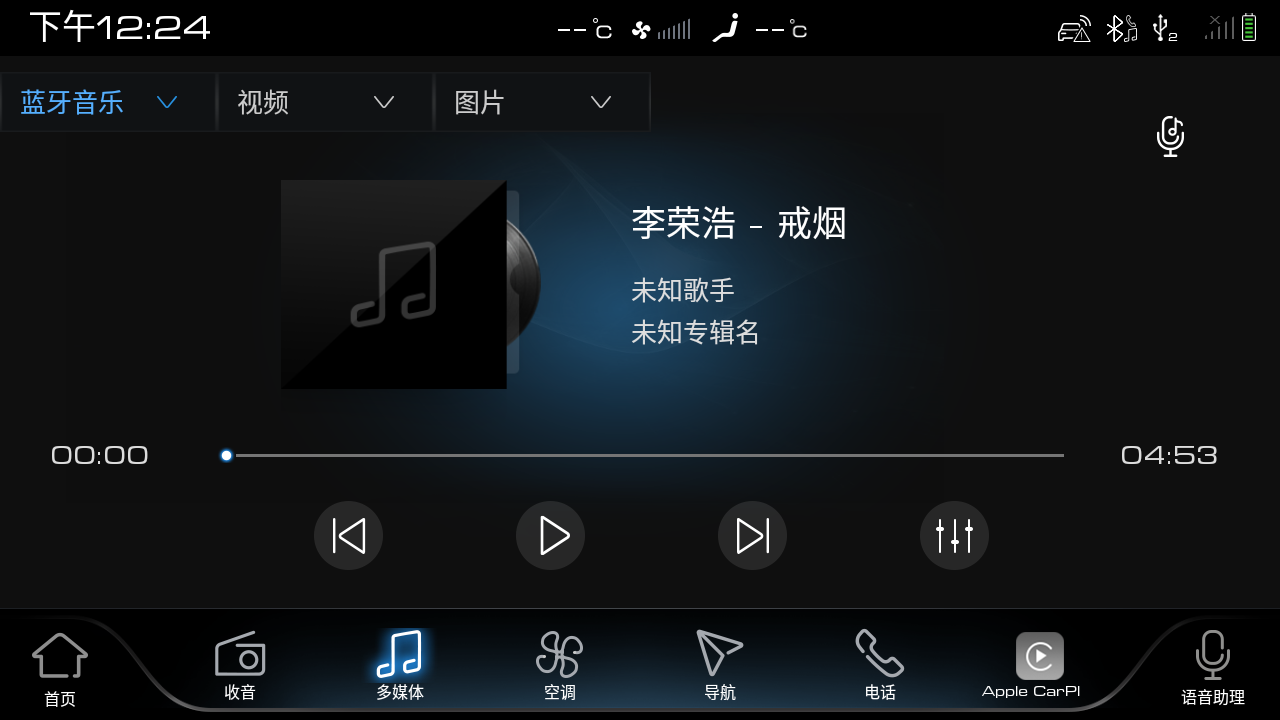 下午12:24
--°C
--°C
2
蓝牙音乐
视频
图片
李荣浩 - 戒烟
未知歌手
未知专辑名
00:00
04:53
首页
收音
多媒体
空调
导航
电话
Apple CarPl
语音助理